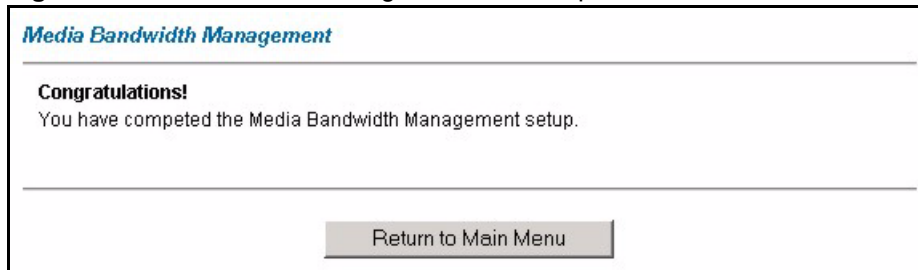 Media Bandwidth Management
Congratulations!
You have competed the Media Bandwidth Management setup.
Return to Main Menu